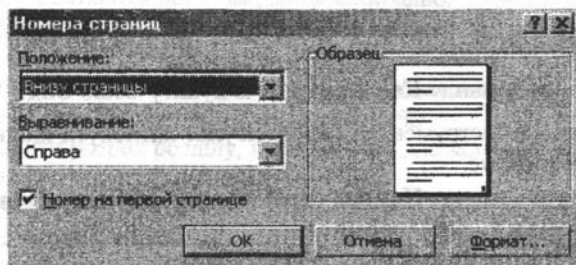 Номера страниц
Положение:
Внизу страницы
Выравнивание:
Справа
Номер на первой странице
Образец
ОК
Отмена
Формат...